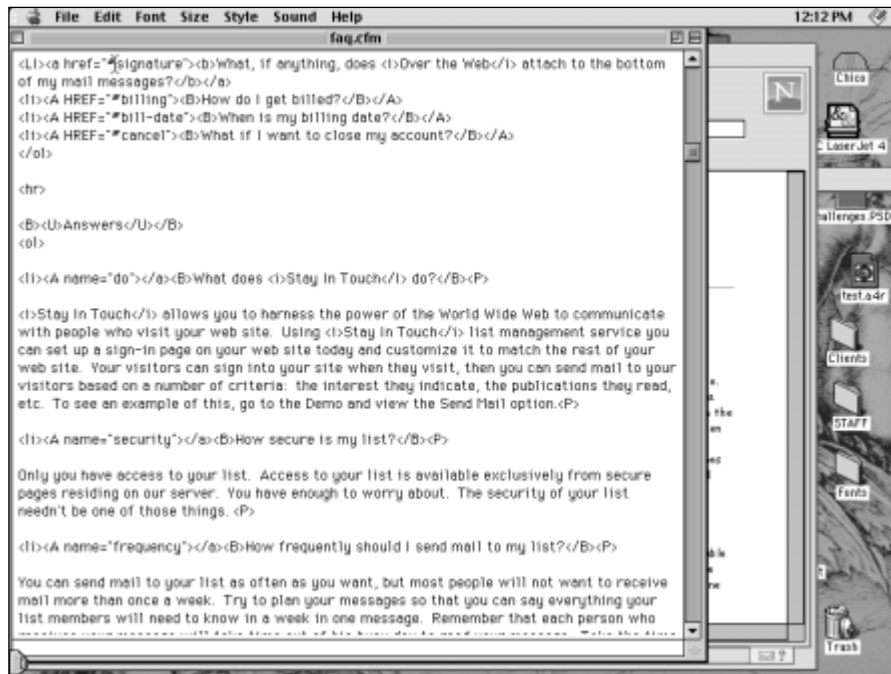 File Edit Font Size Style Sound Help 12:12 PM
faq.cfm
<LI><a href="#signature"><b>What, if anything, does <i>Over the Web</i> attach to the bottom
of my mail messages?</b></a>
<li><A HREF="#billing"><B>How do I get billed?</B></A>
<li><A HREF="#bill-date"><B>When is my billing date?</B></A>
<li><A HREF="#cancel"><B>What if I want to close my account?</B></A>
</ol>
<hr>
<B><U>Answers</U></B>
<ol>
<li><A name="do"></a><B>What does <i>Stay In Touch</i> do?</B><P>
<i>Stay In Touch</i> allows you to harness the power of the World Wide Web to communicate
with people who visit your web site.  Using <i>Stay In Touch</i> list management service you
can set up a sign-in page on your web site today and customize it to match the rest of your
web site.  Your visitors can sign into your site when they visit, then you can send mail to your
visitors based on a number of criteria:  the interest they indicate, the publications they read,
etc.  To see an example of this, go to the Demo and view the Send Mail option.<P>
<li><A name="security"></a><B>How secure is my list?</B><P>
Only you have access to your list.  Access to your list is available exclusively from secure
pages residing on our server.  You have enough to worry about.  The security of your list
needn't be one of those things. <P>
<li><A name="frequency"></a><B>How frequently should I send mail to my list?</B><P>
You can send mail to your list as often as you want, but most people will not want to receive
mail more than once a week.  Try to plan your messages so that you can say everything your
list members will need to know in a week in one message.  Remember that each person who
N
Chico
C LaserJet 4
allenges.PSD
test.a4r
Clients
STAFF
Fonts
Trash